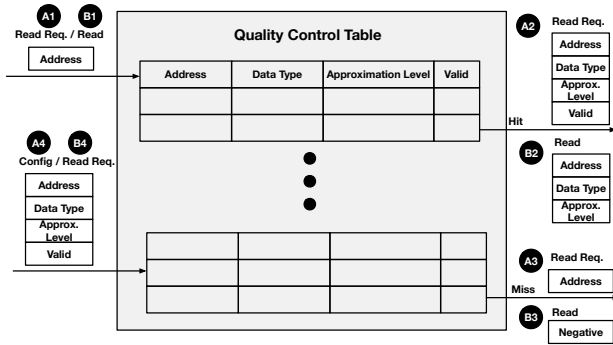 A1 B1
Read Req. / Read
Address
A4 B4
Config / Read Req.
Address
Data Type
Approx.
Level
Valid
Quality Control Table
Address Data Type Approximation Level Valid
Hit
Miss
A2 Read Req.
Address
Data Type
Approx.
Level
Valid
B2 Read
Address
Data Type
Approx.
Level
A3 Read Req.
Address
B3 Read
Negative